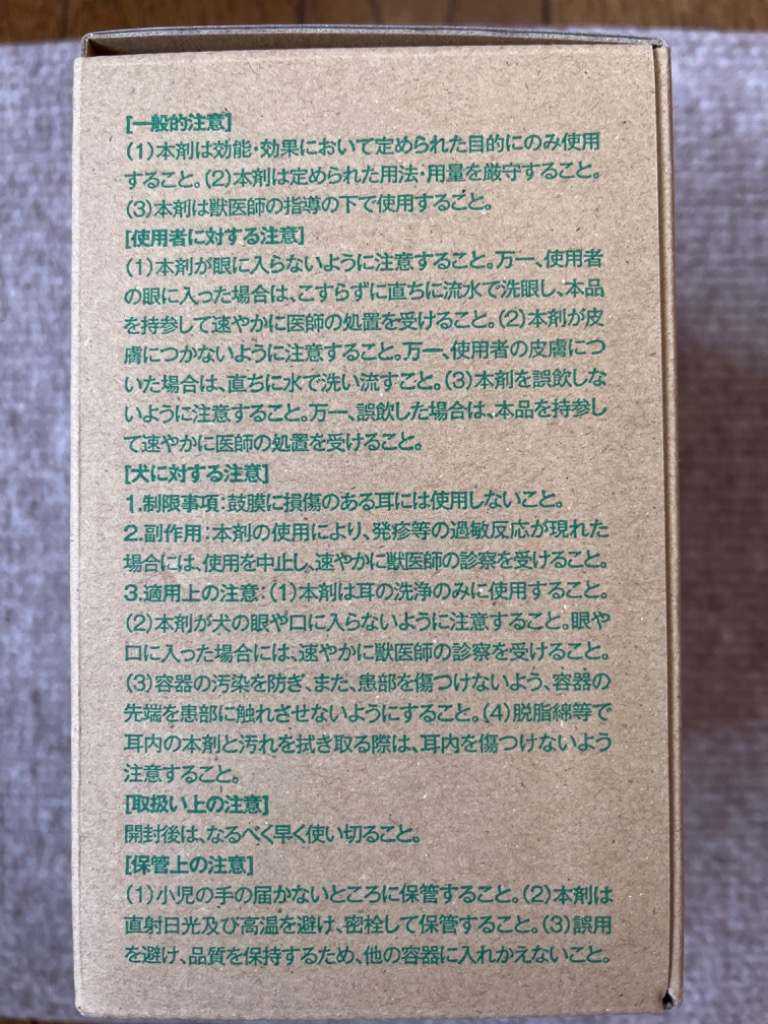 [一般的注意]
(1)本剤は効能・効果において定められた目的にのみ使用
すること。(2)本剤は定められた用法・用量を厳守すること。
(3)本剤は獣医師の指導の下で使用すること。
[使用者に対する注意]
(1)本剤が眼に入らないように注意すること。万一、使用者
の眼に入った場合は、こすらずに直ちに流水で洗眼し、本品
を持参して速やかに医師の処置を受けること。(2)本剤が皮
膚につかないように注意すること。万一、使用者の皮膚につ
いた場合は、直ちに水で洗い流すこと。(3)本剤を誤飲しな
いように注意すること。万一、誤飲した場合は、本品を持参し
て速やかに医師の処置を受けること。
[犬に対する注意]
1.制限事項:鼓膜に損傷のある耳には使用しないこと。
2.副作用:本剤の使用により、発疹等の過敏反応が現れた
場合には、使用を中止し、速やかに獣医師の診察を受けること。
3.適用上の注意:(1)本剤は耳の洗浄のみに使用すること。
(2)本剤が犬の眼や口に入らないように注意すること。眼や
口に入った場合には、速やかに獣医師の診察を受けること。
(3)容器の汚染を防ぎ、また、患部を傷つけないよう、容器の
先端を患部に触れさせないようにすること。(4)脱脂綿等で
耳内の本剤と汚れを拭き取る際は、耳内を傷つけないよう
注意すること。
[取扱い上の注意]
開封後は、なるべく早く使い切ること。
[保管上の注意]
(1)小児の手の届かないところに保管すること。(2)本剤は
直射日光及び高温を避け、密栓して保管すること。(3)誤用
を避け、品質を保持するため、他の容器に入れかえないこと。